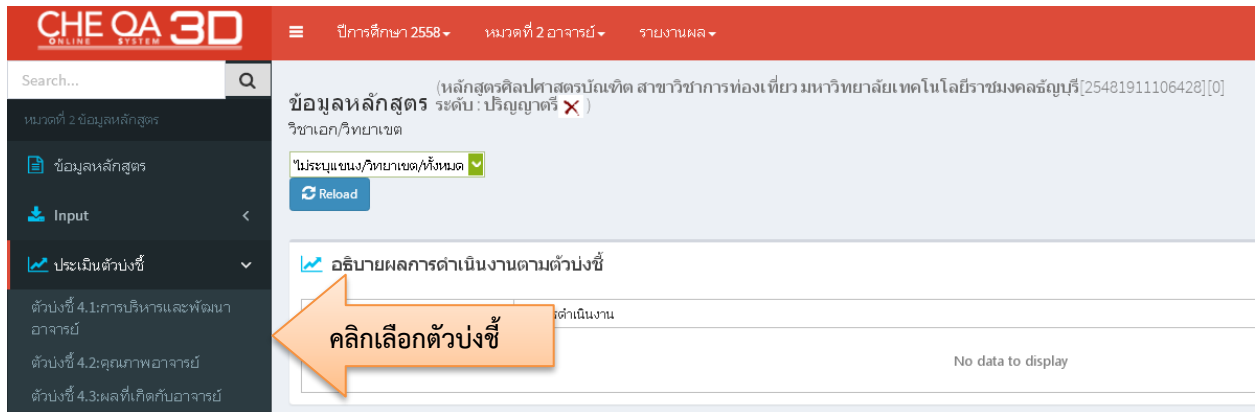 CHE QA 3D
ONLINE SYSTEM
ปีการศึกษา 2558
หมวดที่ 2 อาจารย์
รายงานผล
Search...
หมวดที่ 2 ข้อมูลหลักสูตร
ข้อมูลหลักสูตร
Input
ประเมินตัวบ่งชี้
ตัวบ่งชี้ 4.1:การบริหารและพัฒนา
อาจารย์
ตัวบ่งชี้ 4.2:คุณภาพอาจารย์
ตัวบ่งชี้ 4.3:ผลที่เกิดกับอาจารย์
(หลักสูตรศิลปศาสตรบัณฑิต สาขาวิชาการท่องเที่ยว มหาวิทยาลัยเทคโนโลยีราชมงคลธัญบุรี[25481911106428][0]
ข้อมูลหลักสูตร ระดับ : ปริญญาตรี )
วิชาเอก/วิทยาเขต
ไม่ระบุแขนง/วิทยาเขต/ทั้งหมด
Reload
อธิบายผลการดำเนินงานตามตัวบ่งชี้
คลิกเลือกตัวบ่งชี้
No data to display